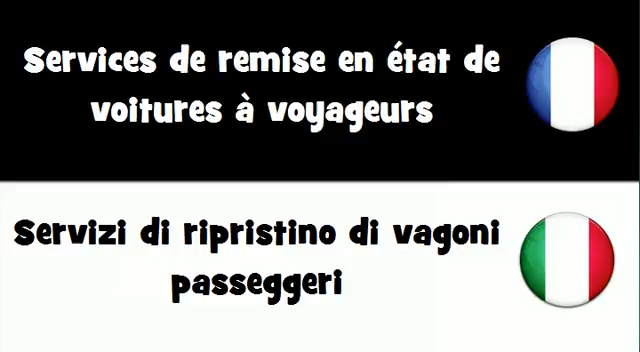 Services de remise en état de
voitures à voyageurs
Servizi di ripristino di vagoni
passeggeri